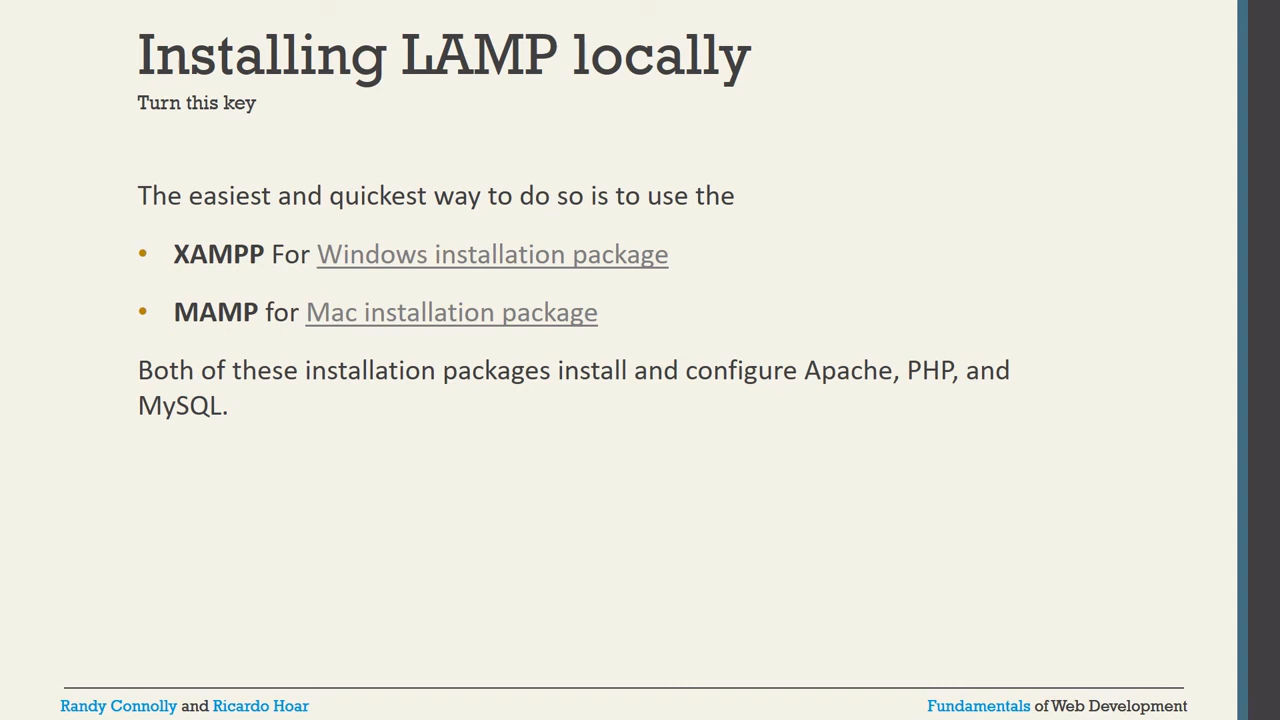 Installing LAMP locally
Turn this key
The easiest and quickest way to do so is to use the
• XAMPP For Windows installation package
• MAMP for Mac installation package
Both of these installation packages install and configure Apache, PHP, and
MySQL.
Randy Connolly and Ricardo Hoar
Fundamentals of Web Development